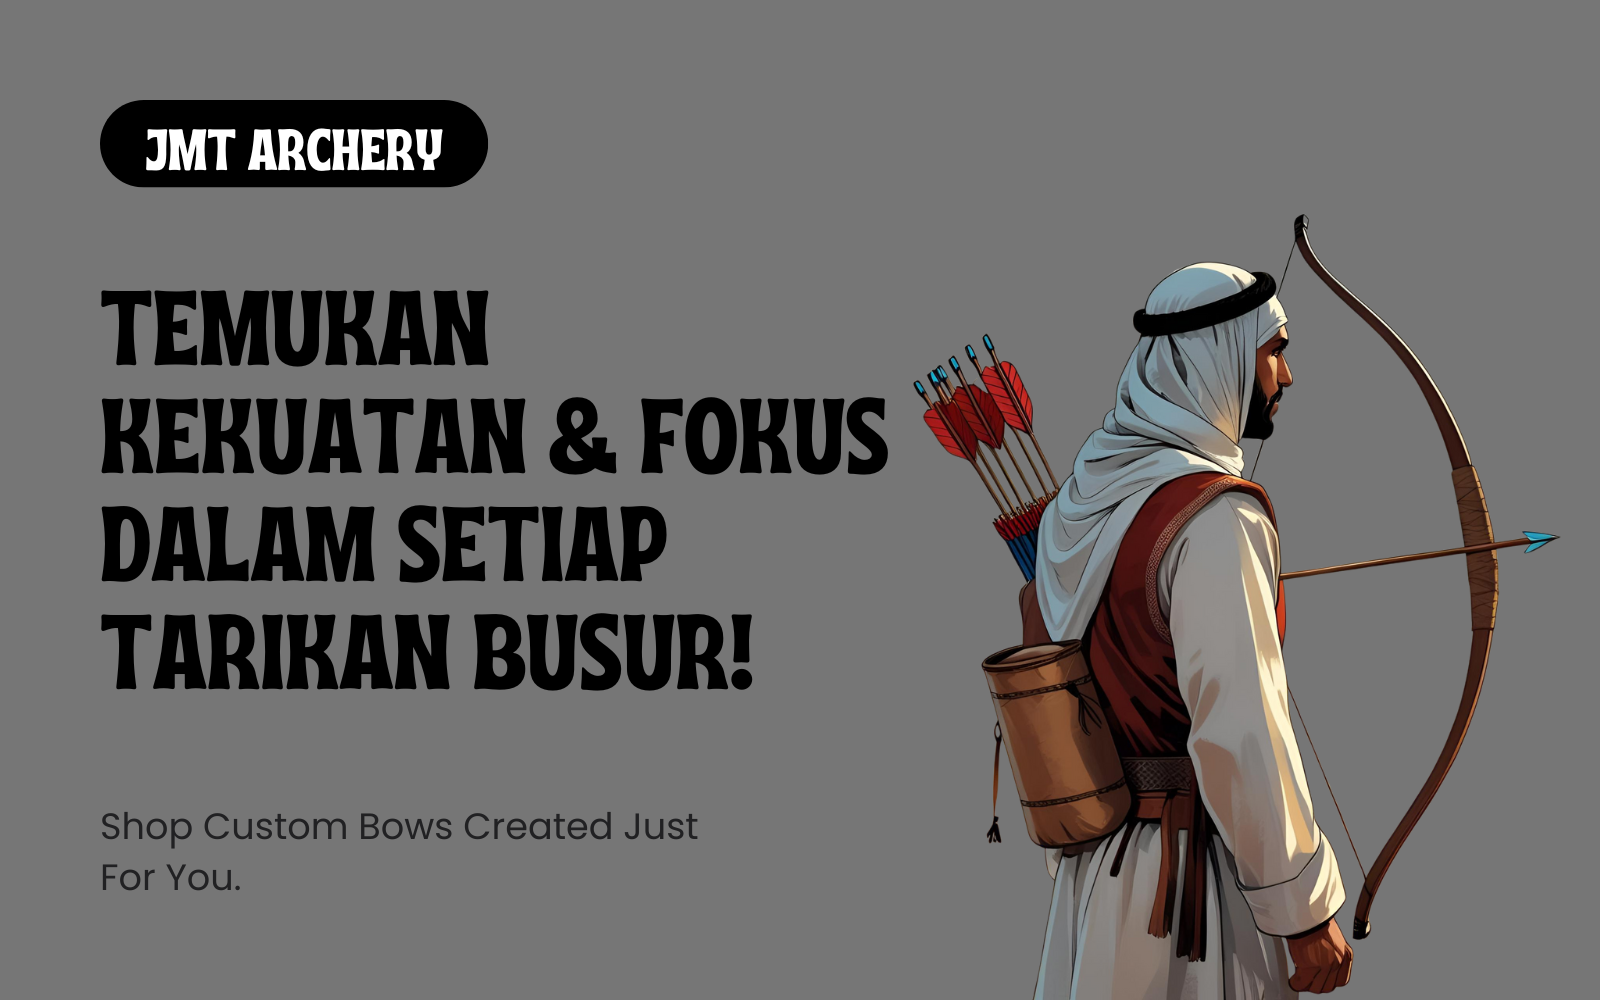 JMT ARCHERY
TEMUKAN
KEKUATAN & FOKUS
DALAM SETIAP
TARIKAN BUSUR!
Shop Custom Bows Created Just
For You.